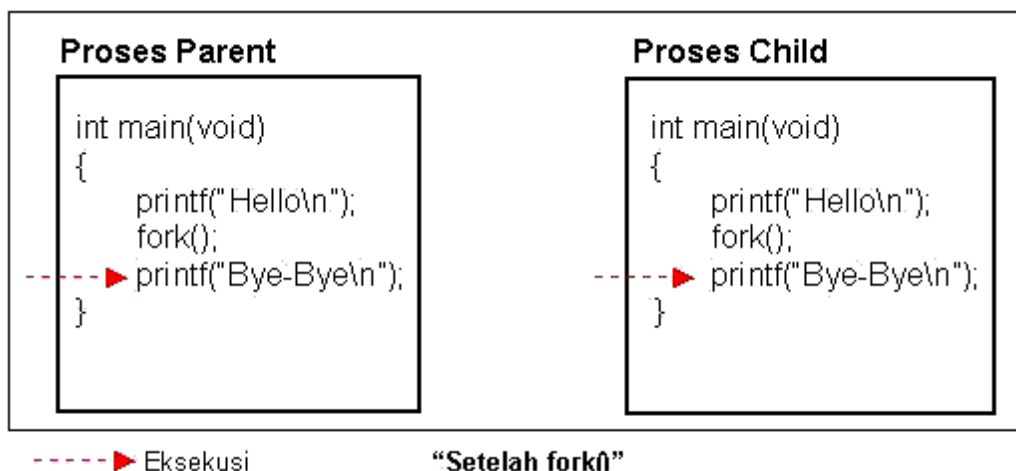 Proses Parent
int main(void)
{
printf("Hello\n");
fork();
printf("Bye-Bye\n");
}
Proses Child
int main(void)
{
printf("Hello\n");
fork();
printf("Bye-Bye\n");
}
Eksekusi
“Setelah fork()”